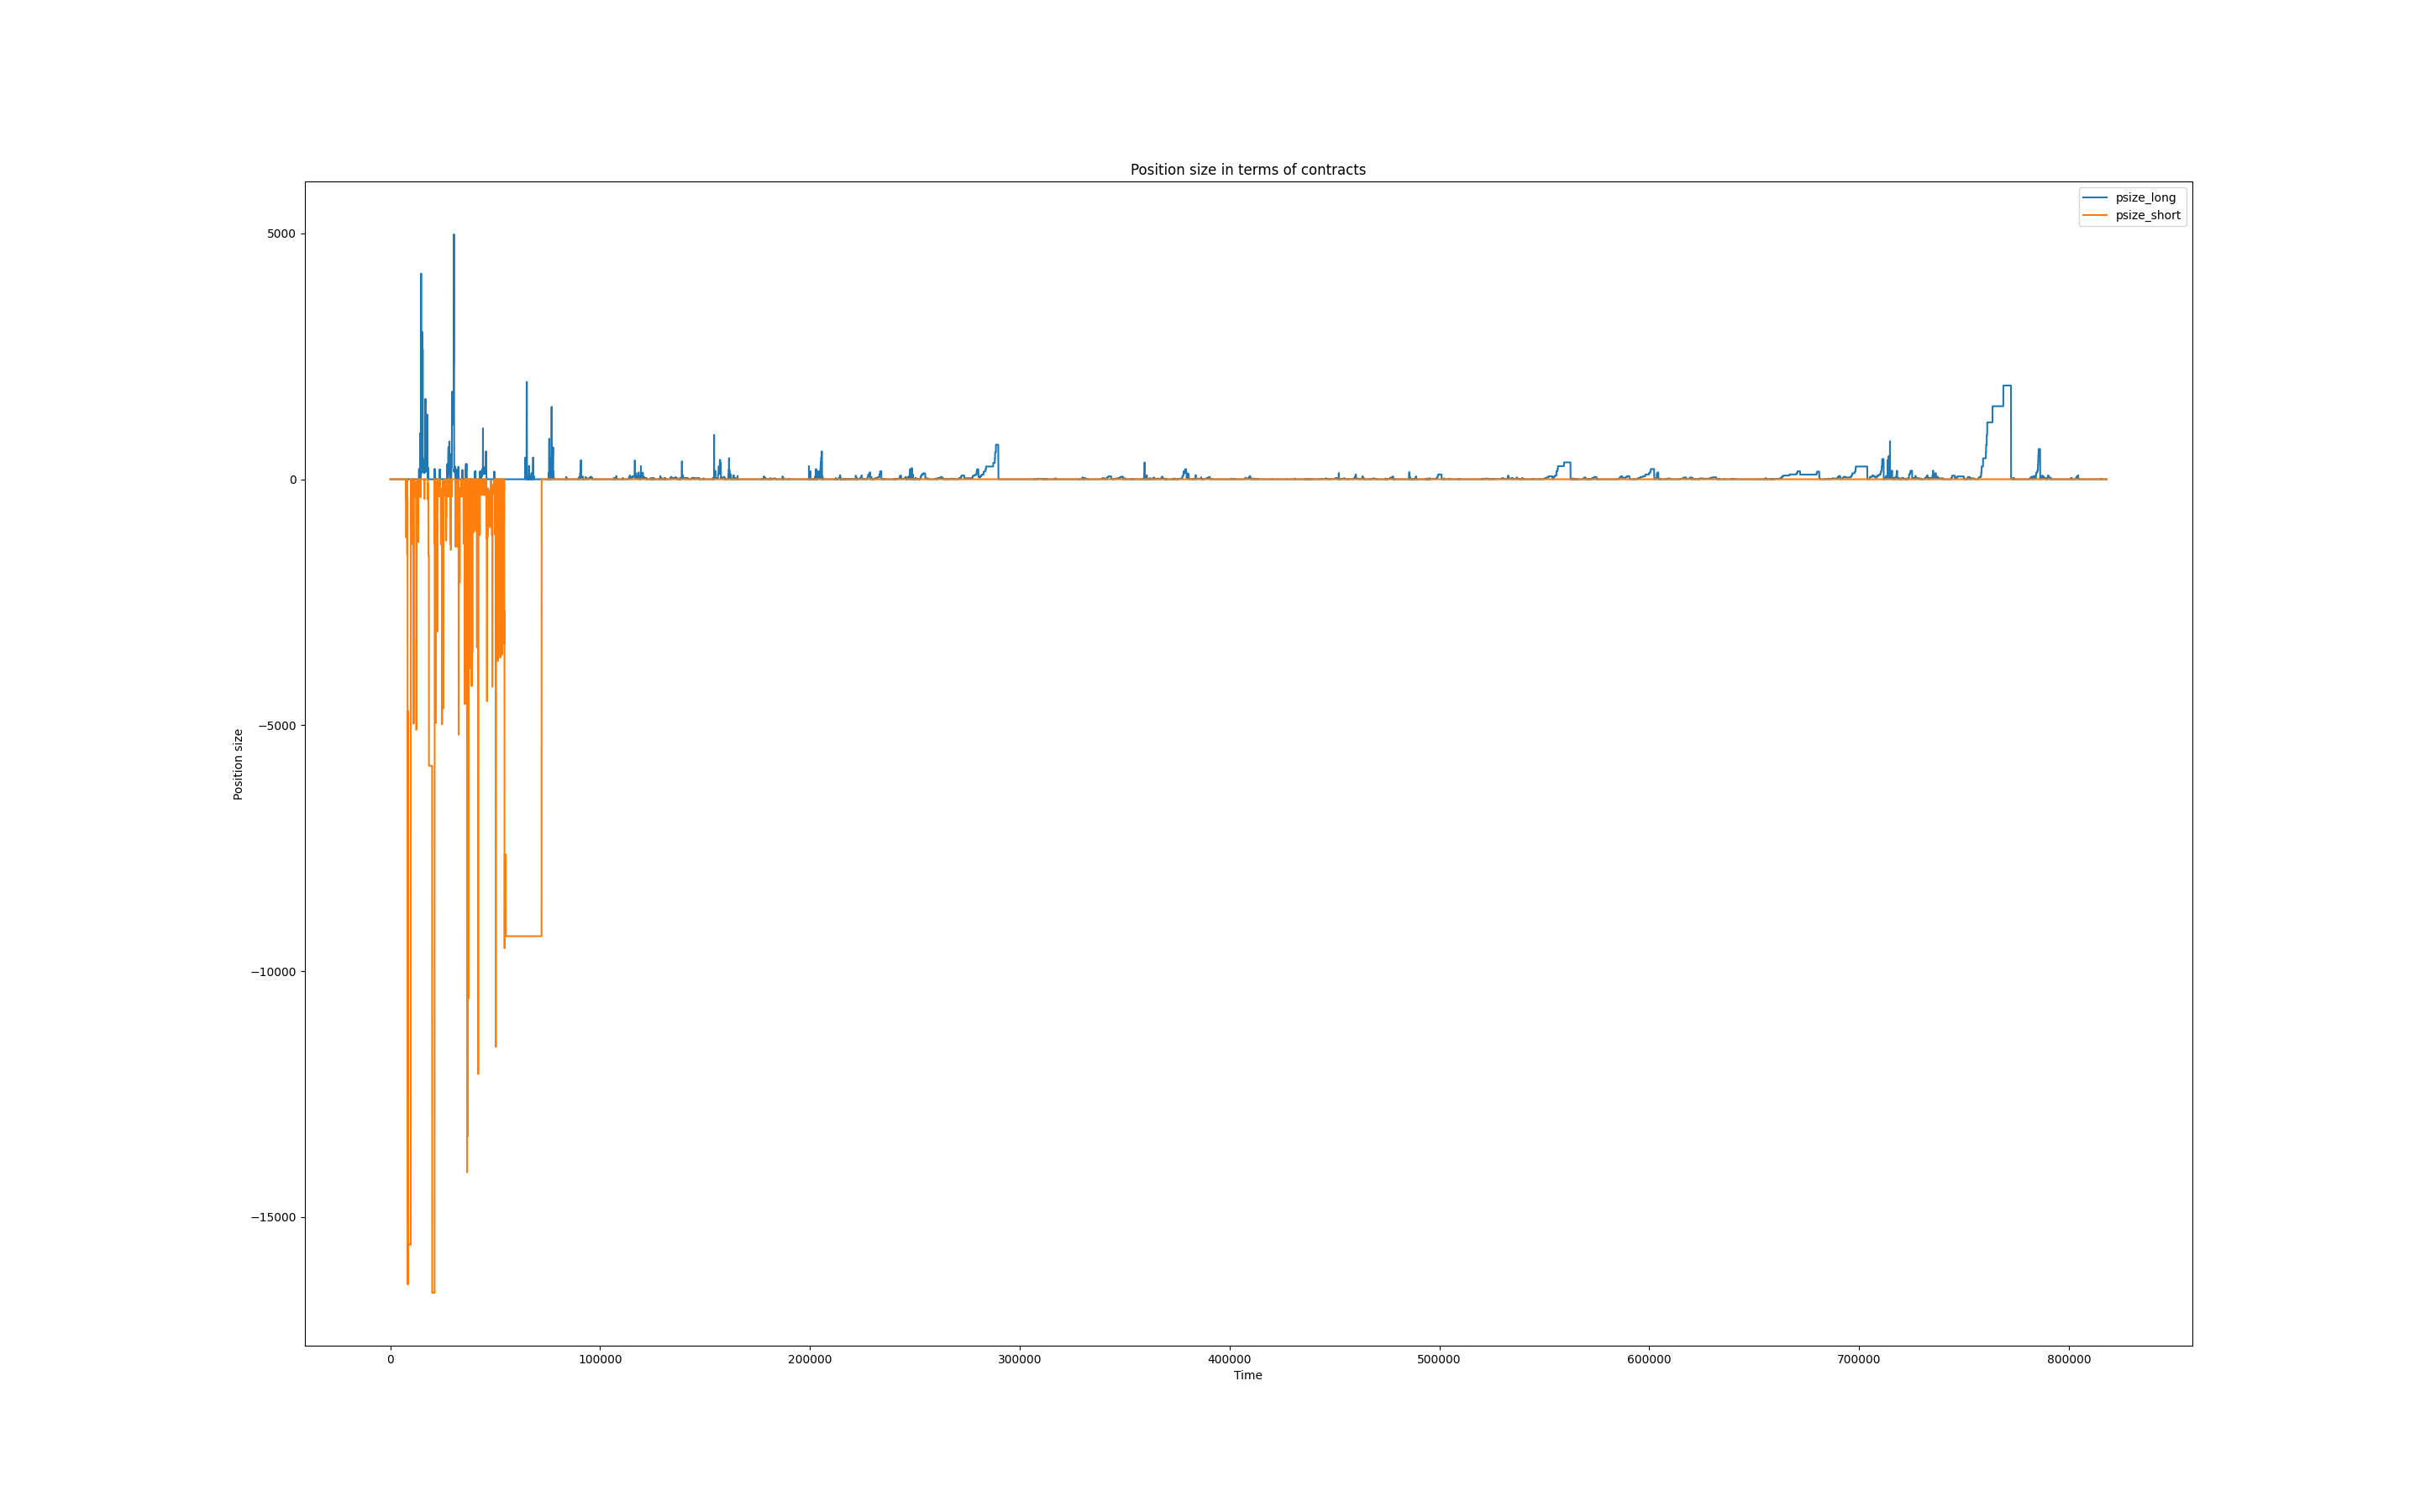 Position size in terms of contracts
psize_long
psize_short
5000
0
−5000
−10000
−15000
Position size
0 100000 200000 300000 400000 500000 600000 700000 800000
Time